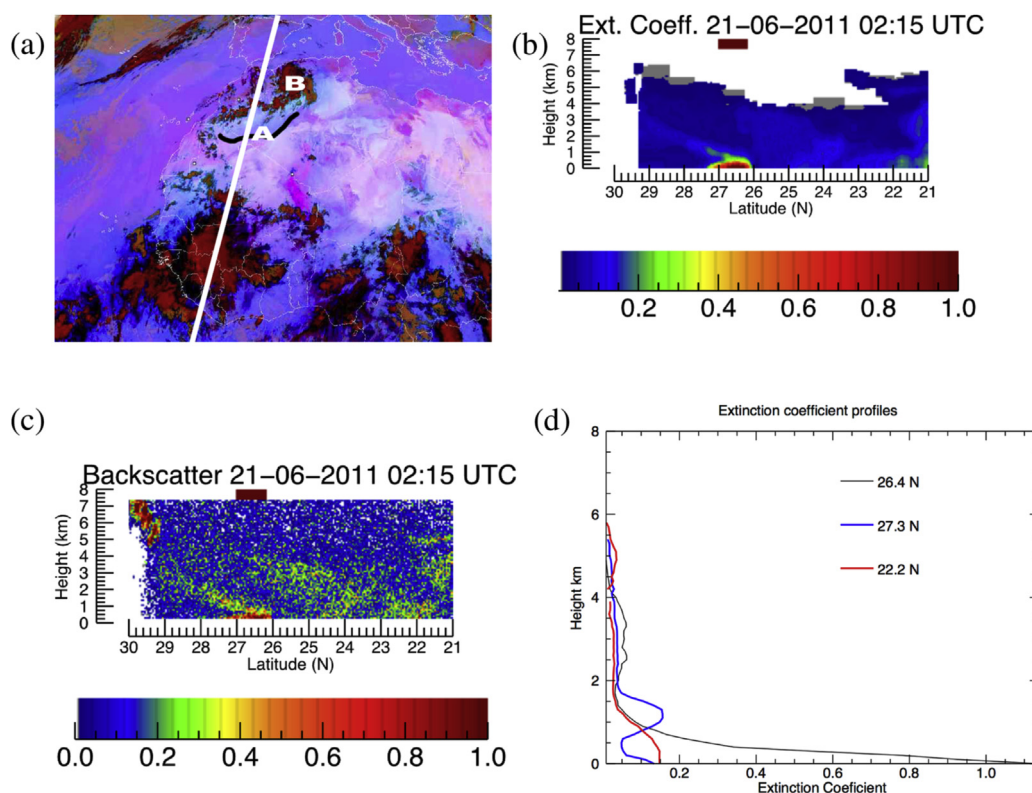 (a)
B
A
(b)
Ext. Coeff. 21-06-2011 02:15 UTC
8
7
6
5
4
3
2
1
0
Height (km)
30 29 28 27 26 25 24 23 22 21
Latitude (N)
0.2 0.4 0.6 0.8 1.0
(c)
Backscatter 21-06-2011 02:15 UTC
8
7
6
5
4
3
2
1
0
Height (km)
30 29 28 27 26 25 24 23 22 21
Latitude (N)
0.0 0.2 0.4 0.6 0.8 1.0
(d)
Extinction coefficient profiles
8
6
4
2
0
Height km
26.4 N
27.3 N
22.2 N
0.2 0.4 0.6 0.8 1.0
Extinction Coeficient